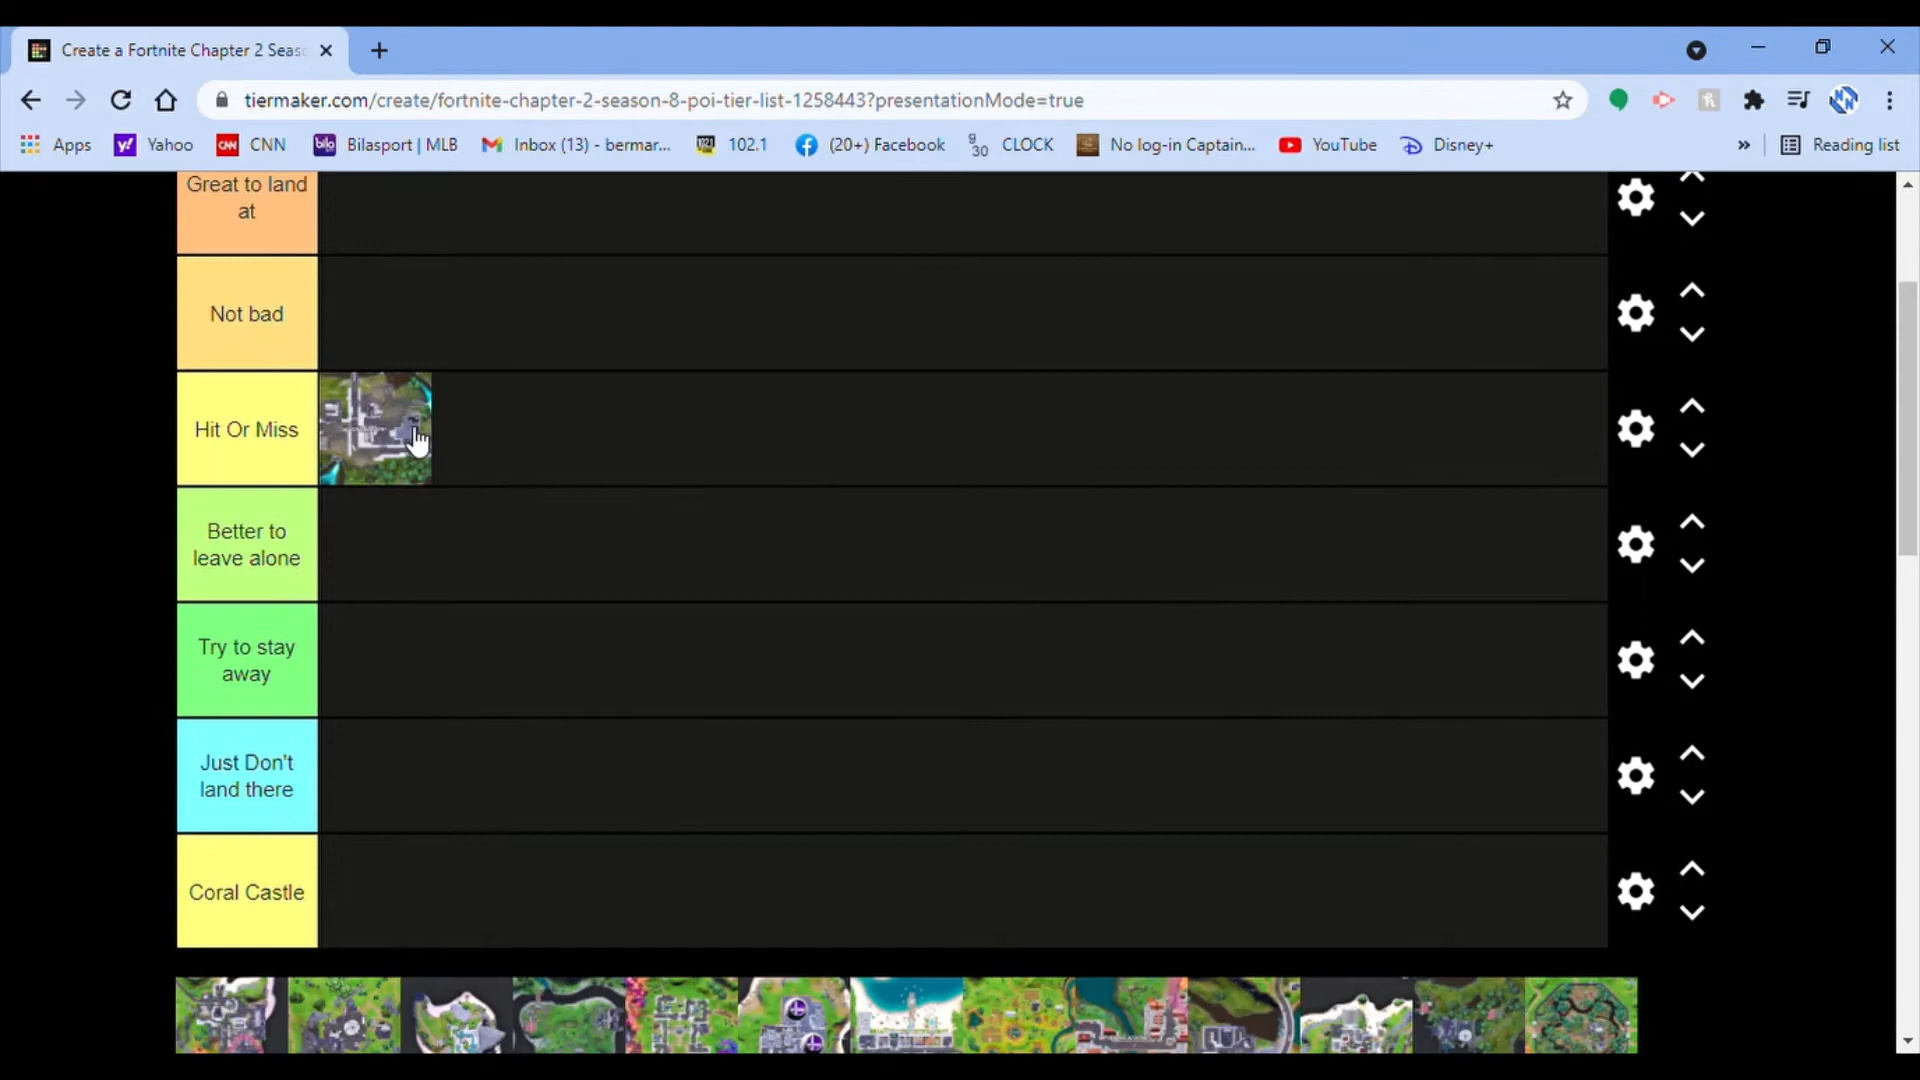 Create a Fortnite Chapter 2 Seas
tiermaker.com/create/fortnite-chapter-2-season-8-poi-tier-list-1258443?presentationMode=true
Apps Yahoo CNN Bilasport | MLB Inbox (13) - bermar... 102.1 (20+) Facebook 9 30 CLOCK No log-in Captain... YouTube Disney+ » Reading list
Great to land
at
Not bad
Hit Or Miss
Better to
leave alone
Try to stay
away
Just Don't
land there
Coral Castle